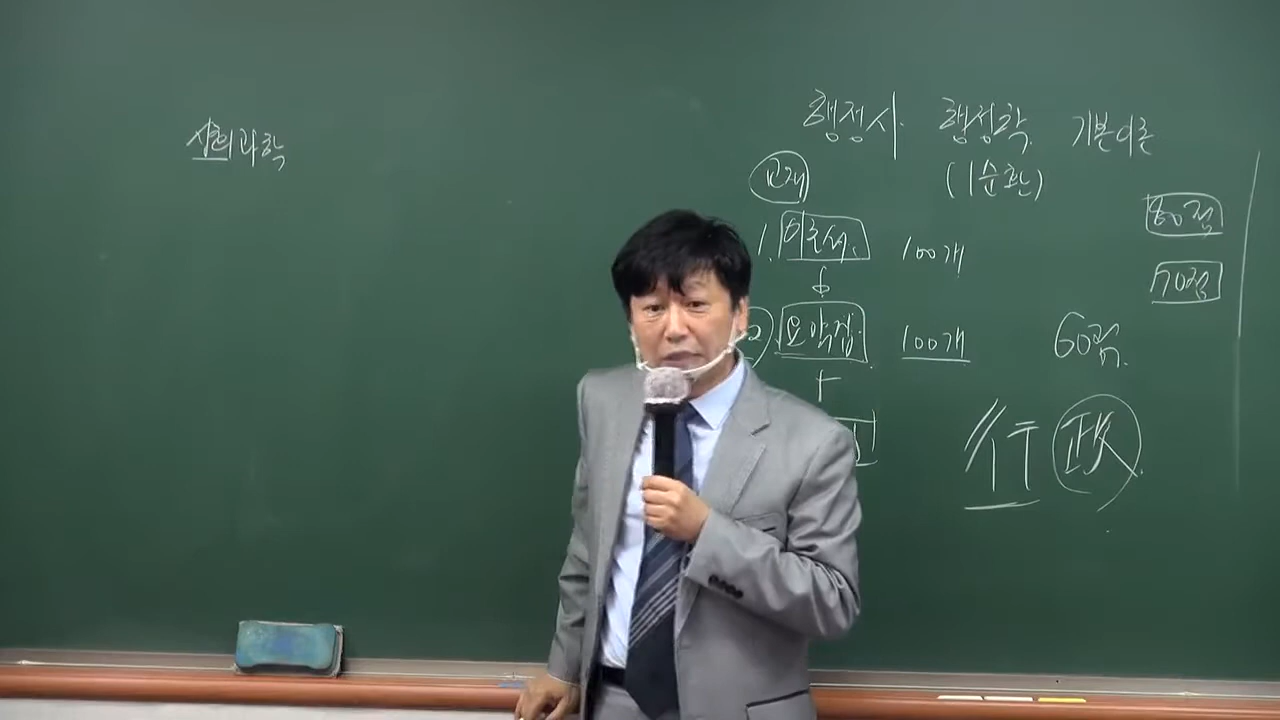 사회과학
행정사 행정학 기본이론
(1순환)
교재
80점
1. 이론서 100개
70점
+
2) 요약집 100개 60점
+
行政